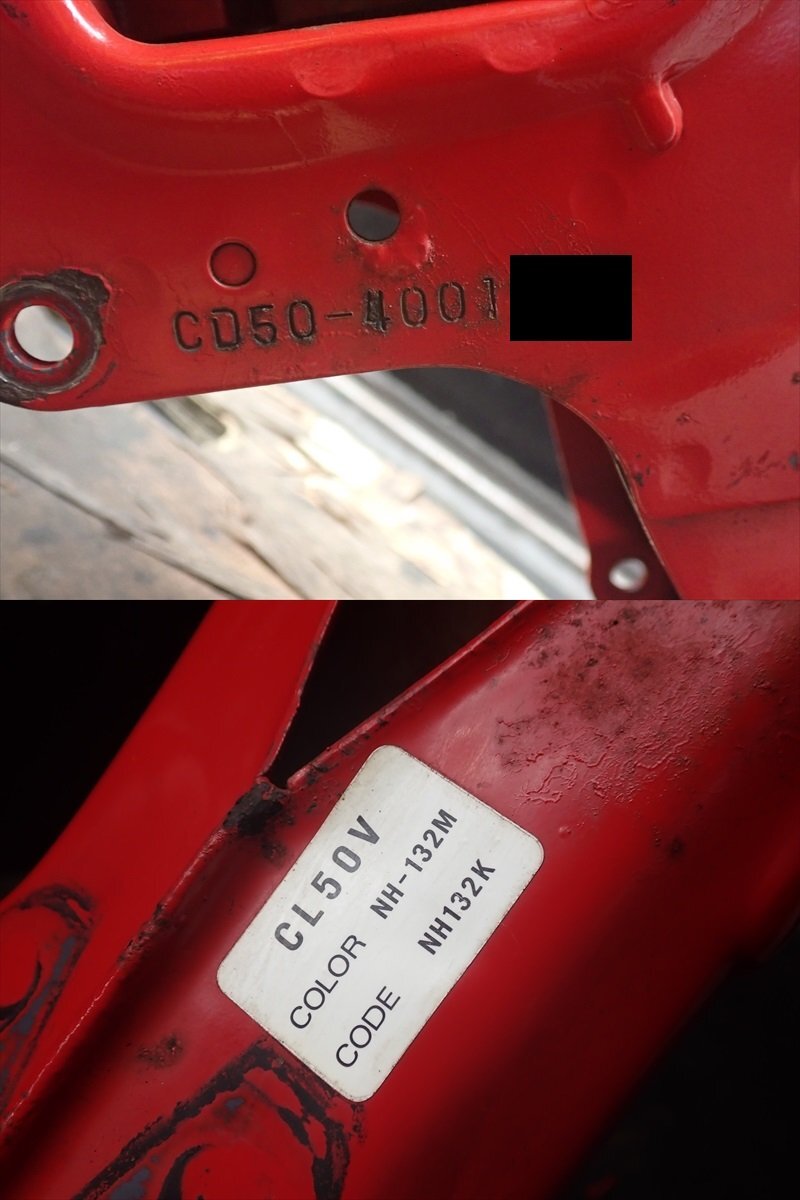 CD50-4001
CL50V
COLOR NH-132M
CODE NH132K